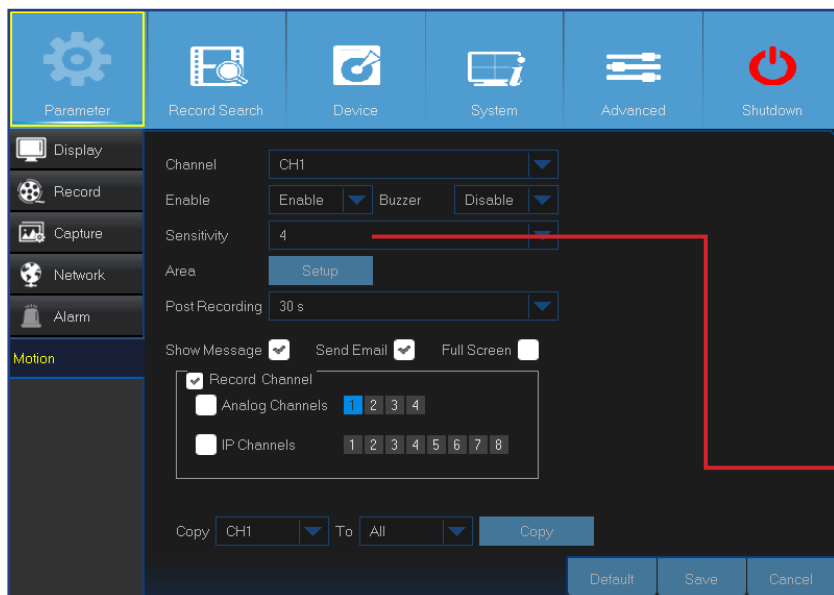 Parameter Record Search Device System Advanced Shutdown
Display
Record
Capture
Network
Alarm
Motion
Channel CH1
Enable Enable Buzzer Disable
Sensitivity 4
Area Setup
Post Recording 30 s
Show Message Send Email Full Screen
Record Channel
Analog Channels 1 2 3 4
IP Channels 1 2 3 4 5 6 7 8
Copy CH1 To All Copy
Default Save Cancel